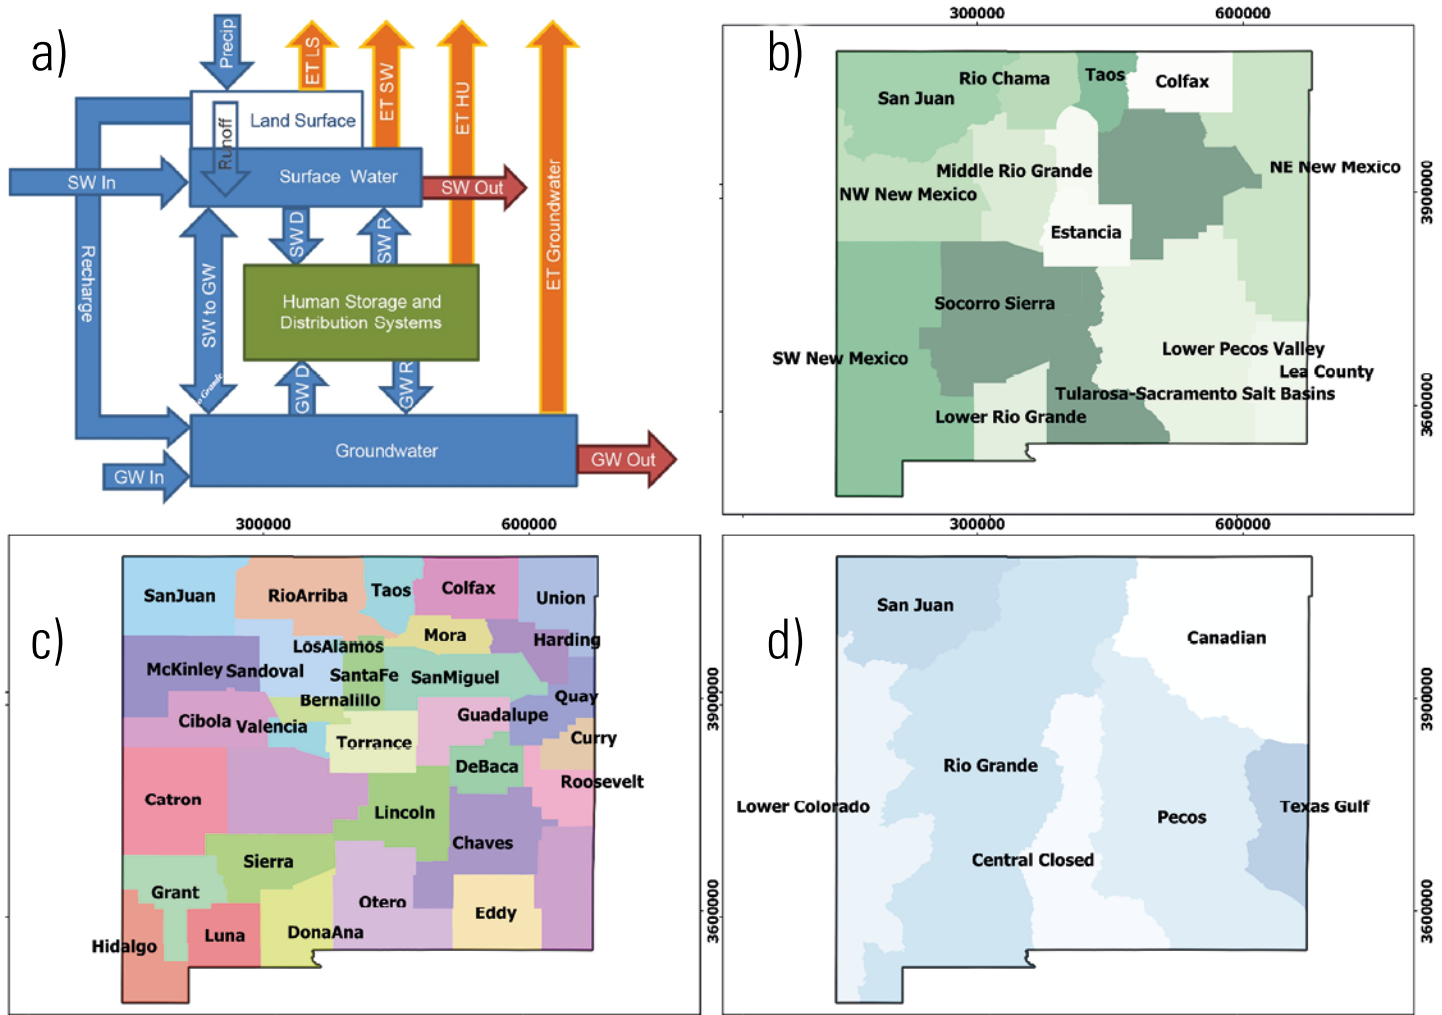 a)
Precip
ET LS
ET SW
ET HU
ET Groundwater
Land Surface
Runoff
SW In
Surface Water
SW Out
Recharge
SW to GW
SW D
SW R
Human Storage and
Distribution Systems
GW D
GW R
Groundwater
GW In
GW Out
b)
300000
600000
3900000
3600000
Rio Chama
Taos
Colfax
San Juan
NE New Mexico
Middle Rio Grande
NW New Mexico
Estancia
Socorro Sierra
SW New Mexico
Lower Pecos Valley
Lea County
Tularosa-Sacramento Salt Basins
Lower Rio Grande
c)
300000
600000
3900000
3600000
SanJuan
RioArriba
Taos
Colfax
Union
Mora
Harding
LosAlamos
McKinley
Sandoval
SantaFe
SanMiguel
Bernalillo
Quay
Cibola
Valencia
Guadalupe
Torrance
Curry
DeBaca
Roosevelt
Catron
Lincoln
Chaves
Sierra
Grant
Otero
Eddy
Luna
DonaAna
Hidalgo
d)
300000
600000
3900000
3600000
San Juan
Canadian
Rio Grande
Lower Colorado
Texas Gulf
Pecos
Central Closed